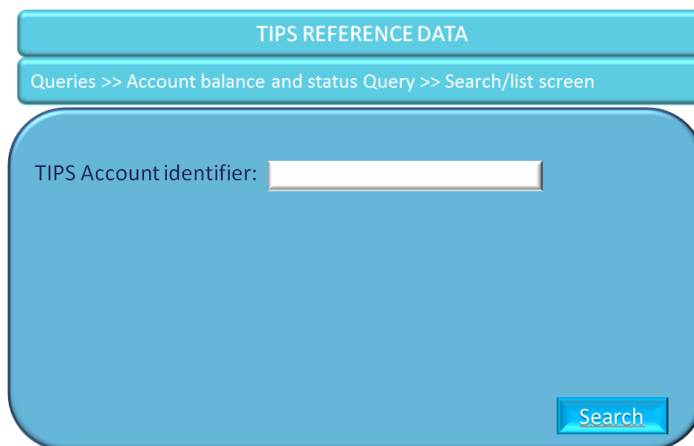 TIPS REFERENCE DATA
Queries >> Account balance and status Query >> Search/list screen
TIPS Account identifier:
Search